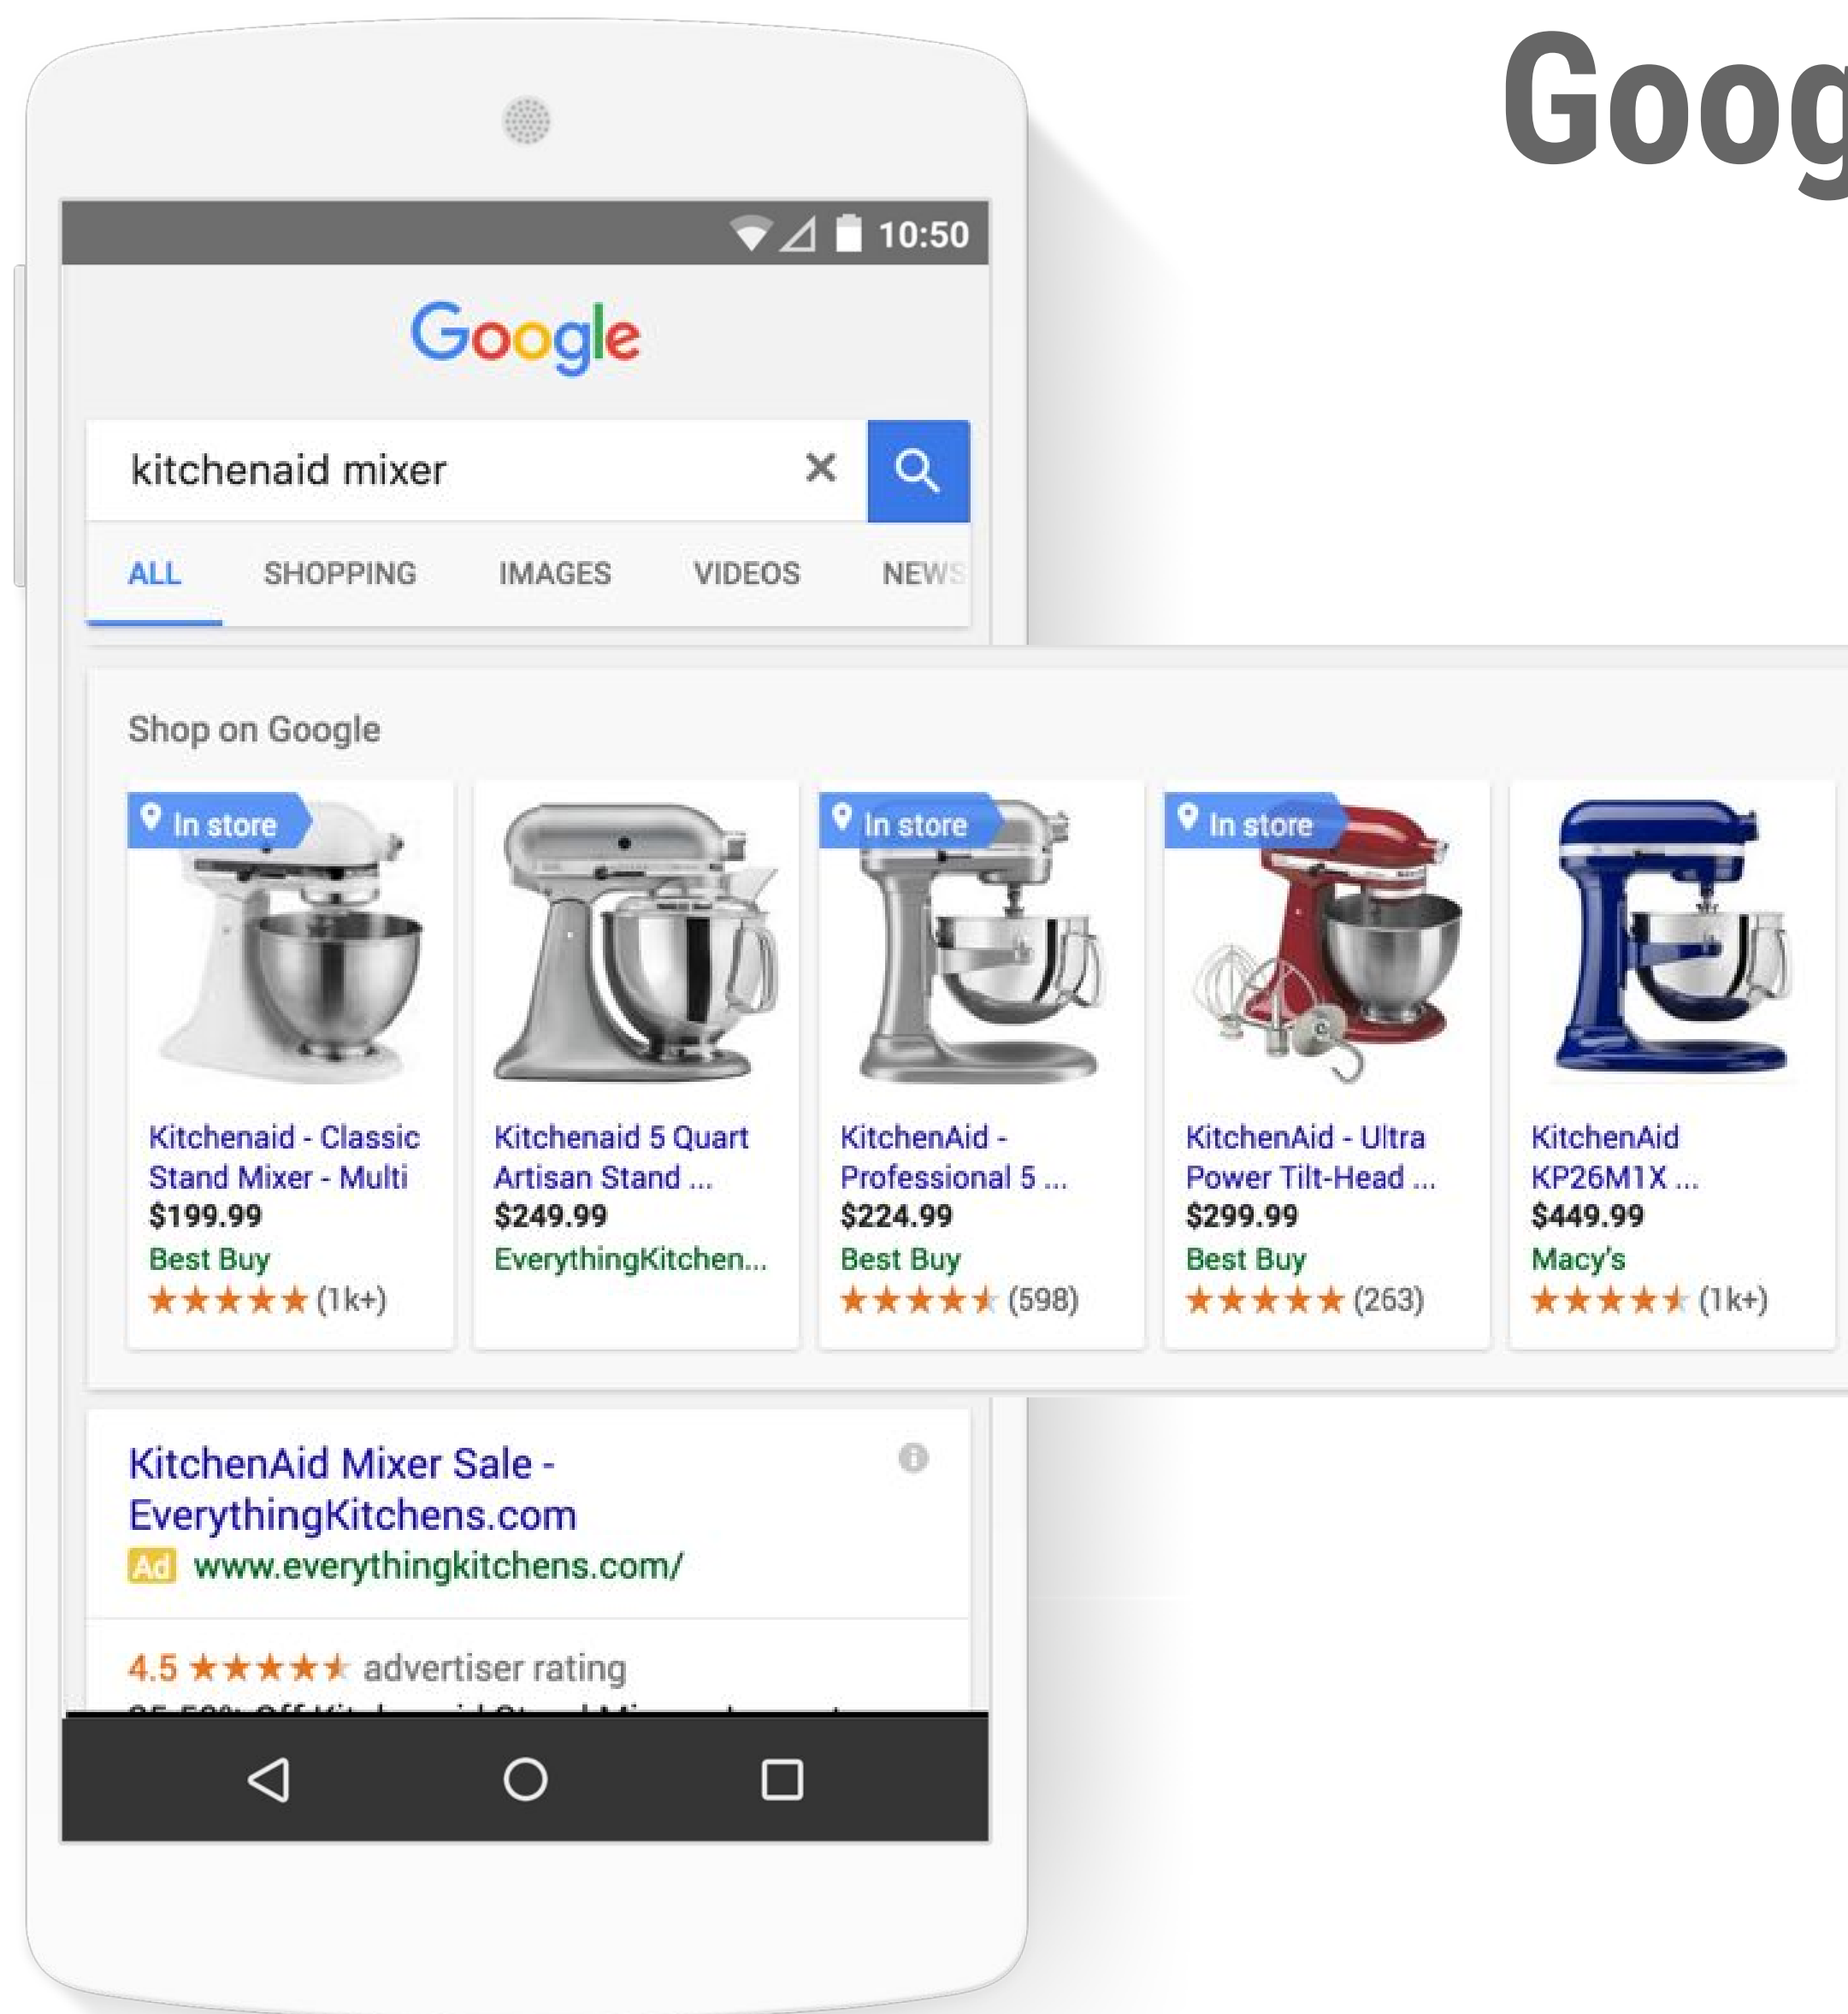 Goog
10:50
Google
kitchenaid mixer
ALL SHOPPING IMAGES VIDEOS NEWS
Shop on Google
In store
Kitchenaid - Classic
Stand Mixer - Multi
$199.99
Best Buy
(1k+)
Kitchenaid 5 Quart
Artisan Stand ...
$249.99
EverythingKitchen...
In store
KitchenAid -
Professional 5 ...
$224.99
Best Buy
(598)
In store
KitchenAid - Ultra
Power Tilt-Head ...
$299.99
Best Buy
(263)
KitchenAid
KP26M1X ...
$449.99
Macy's
(1k+)
KitchenAid Mixer Sale -
EverythingKitchens.com
Ad www.everythingkitchens.com/
4.5 advertiser rating